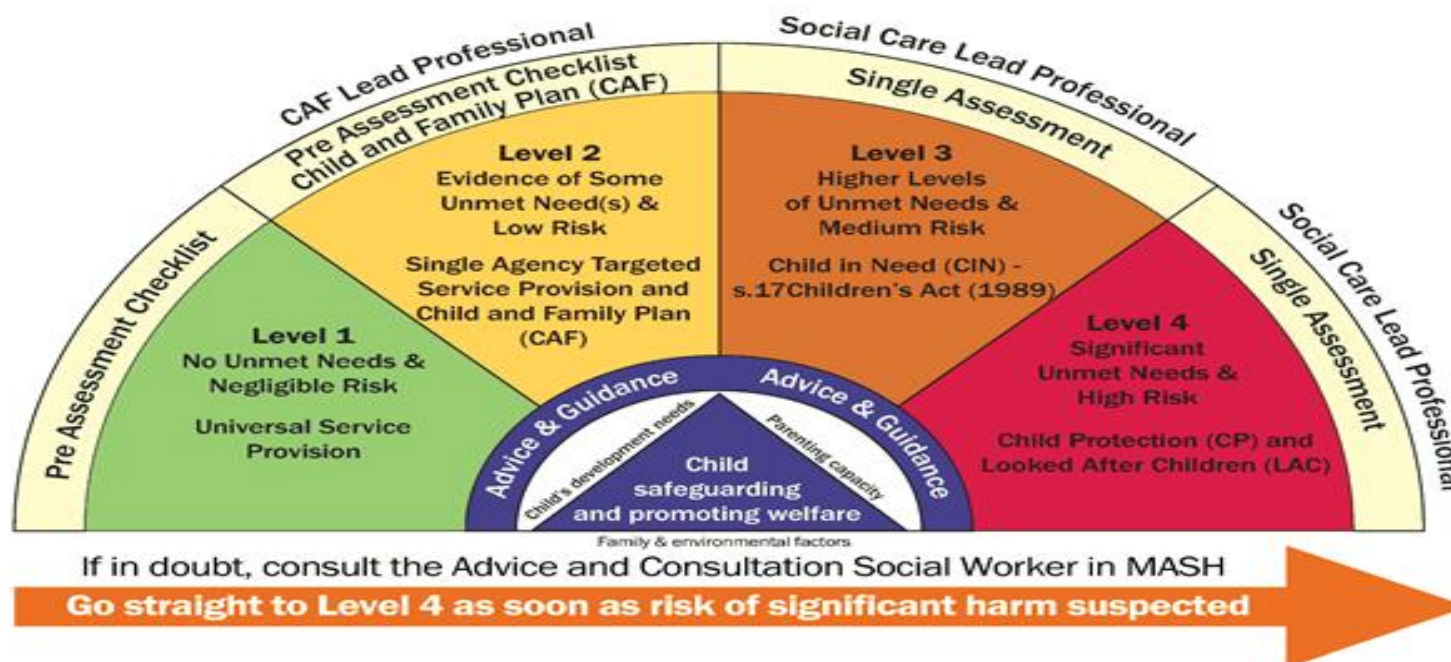 CAF Lead Professional
Pre Assessment Checklist
Child and Family Plan (CAF)
Social Care Lead Professional
Single Assessment
Pre Assessment Checklist
Social Care Lead Professional
Single Assessment
Level 1
No Unmet Needs &
Negligible Risk
Universal Service
Provision
Level 2
Evidence of Some
Unmet Need(s) &
Low Risk
Single Agency Targeted
Service Provision and
Child and Family Plan
(CAF)
Level 3
Higher Levels
of Unmet Needs &
Medium Risk
Child in Need (CIN) -
s.17Children's Act (1989)
Level 4
Significant
Unmet Needs &
High Risk
Child Protection (CP) and
Looked After Children (LAC)
Advice & Guidance
Advice & Guidance
Child's development needs
Parenting capacity
Child
safeguarding
and promoting welfare
Family & environmental factors
If in doubt, consult the Advice and Consultation Social Worker in MASH
Go straight to Level 4 as soon as risk of significant harm suspected